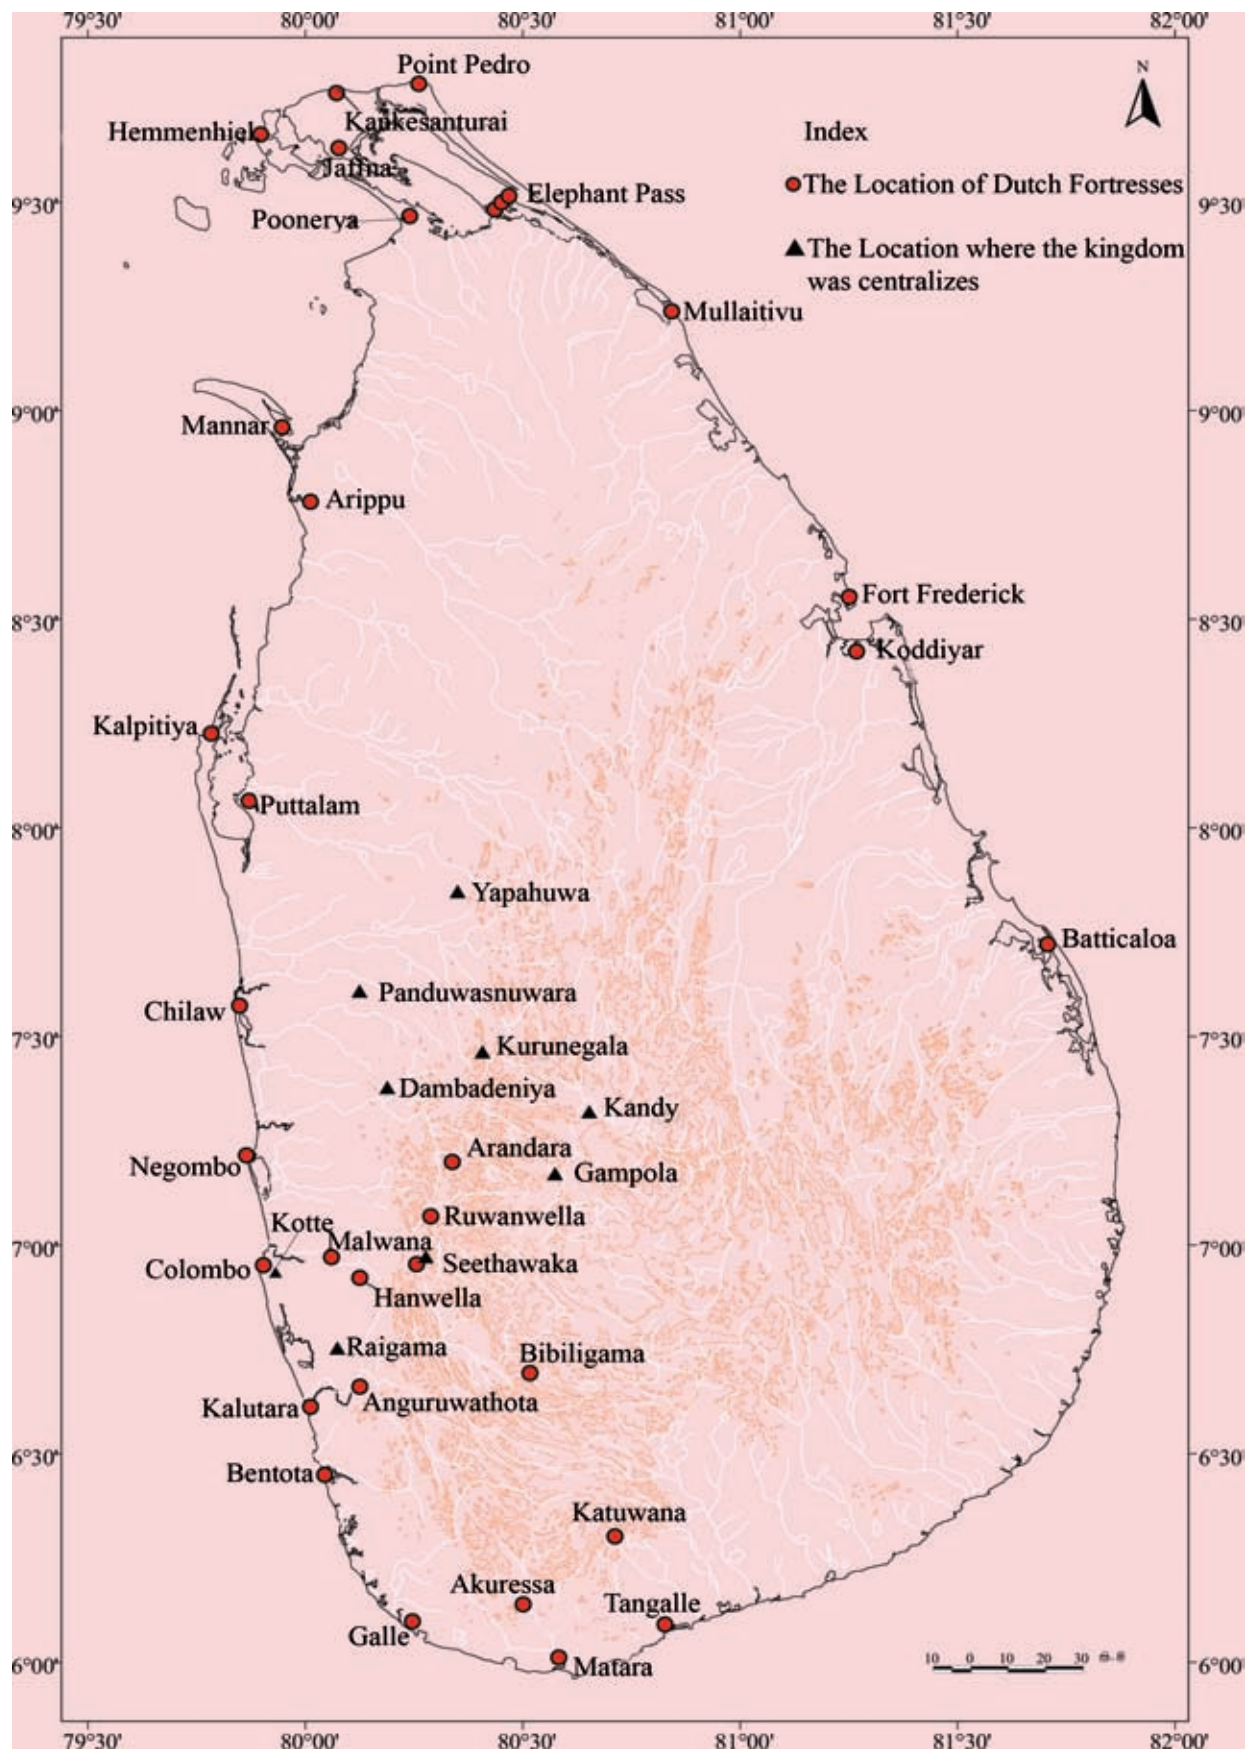 79°30' 80°00' 80°30' 81°00' 81°30' 82°00'
N
Point Pedro
Kankesanturai
Hemmenhiel
Index
Jaffna
The Location of Dutch Fortresses
Elephant Pass
9°30' 9°30'
Poonerya
The Location where the kingdom
was centralizes
Mullaitivu
9°00' 9°00'
Mannar
Arippu
Fort Frederick
8°30' 8°30'
Koddiyar
Kalpitiya
Puttalam
8°00' 8°00'
Yapahuwa
Batticaloa
Panduwasnuwara
Chilaw
7°30' 7°30'
Kurunegala
Dambadeniya
Kandy
Arandara
Negombo
Gampola
Ruwanwella
Kotte
Malwana
7°00' 7°00'
Colombo
Seethawaka
Hanwella
Raigama
Bibiligama
Anguruwathota
Kalutara
6°30' 6°30'
Bentota
Katuwana
Akuressa
Tangalle
Galle
6°00' 6°00'
Matara
10 0 10 20 30
79°30' 80°00' 80°30' 81°00' 81°30' 82°00'